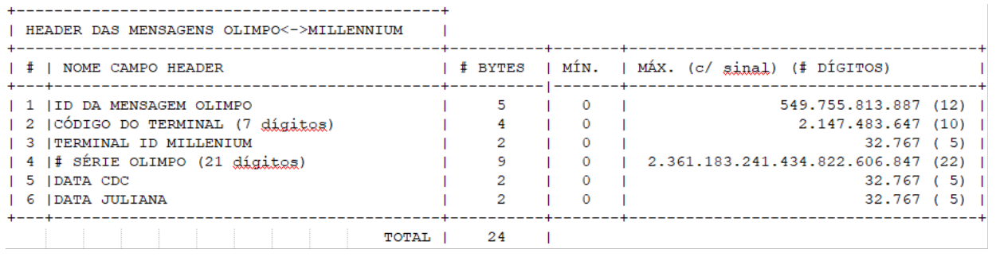 +---------------------------------------------+
| HEADER DAS MENSAGENS OLIMPO<->MILLENNIUM    |
+---------------------------------------------+----------+-------+-------------------------------------+
| # | NOME CAMPO HEADER                       | # BYTES  | MÍN.  | MÁX. (c/ sinal) (# DÍGITOS)         |
+---+-----------------------------------------+----------|-------+-------------------------------------+
| 1 |ID DA MENSAGEM OLIMPO                    |     5    |   0   |                549.755.813.887 (12) |
| 2 |CÓDIGO DO TERMINAL (7 dígitos)           |     4    |   0   |                  2.147.483.647 (10) |
| 3 |TERMINAL ID MILLENIUM                    |     2    |   0   |                         32.767 ( 5) |
| 4 |# SÉRIE OLIMPO (21 dígitos)              |     9    |   0   |  2.361.183.241.434.822.606.847 (22) |
| 5 |DATA CDC                                 |     2    |   0   |                         32.767 ( 5) |
| 6 |DATA JULIANA                             |     2    |   0   |                         32.767 ( 5) |
+---+-----------------------------------------+----------+-------+-------------------------------------+
TOTAL |    24    |